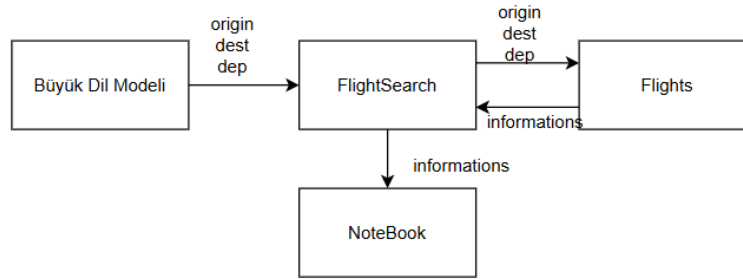 origin
dest
dep
origin
dest
dep
Büyük Dil Modeli
FlightSearch
Flights
informations
informations
NoteBook